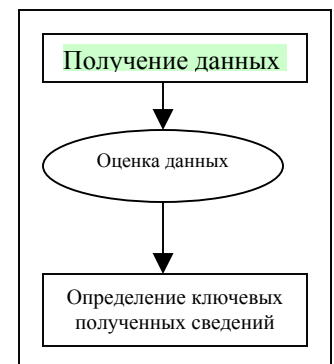 Получение данных
Оценка данных
Определение ключевых
полученных сведений